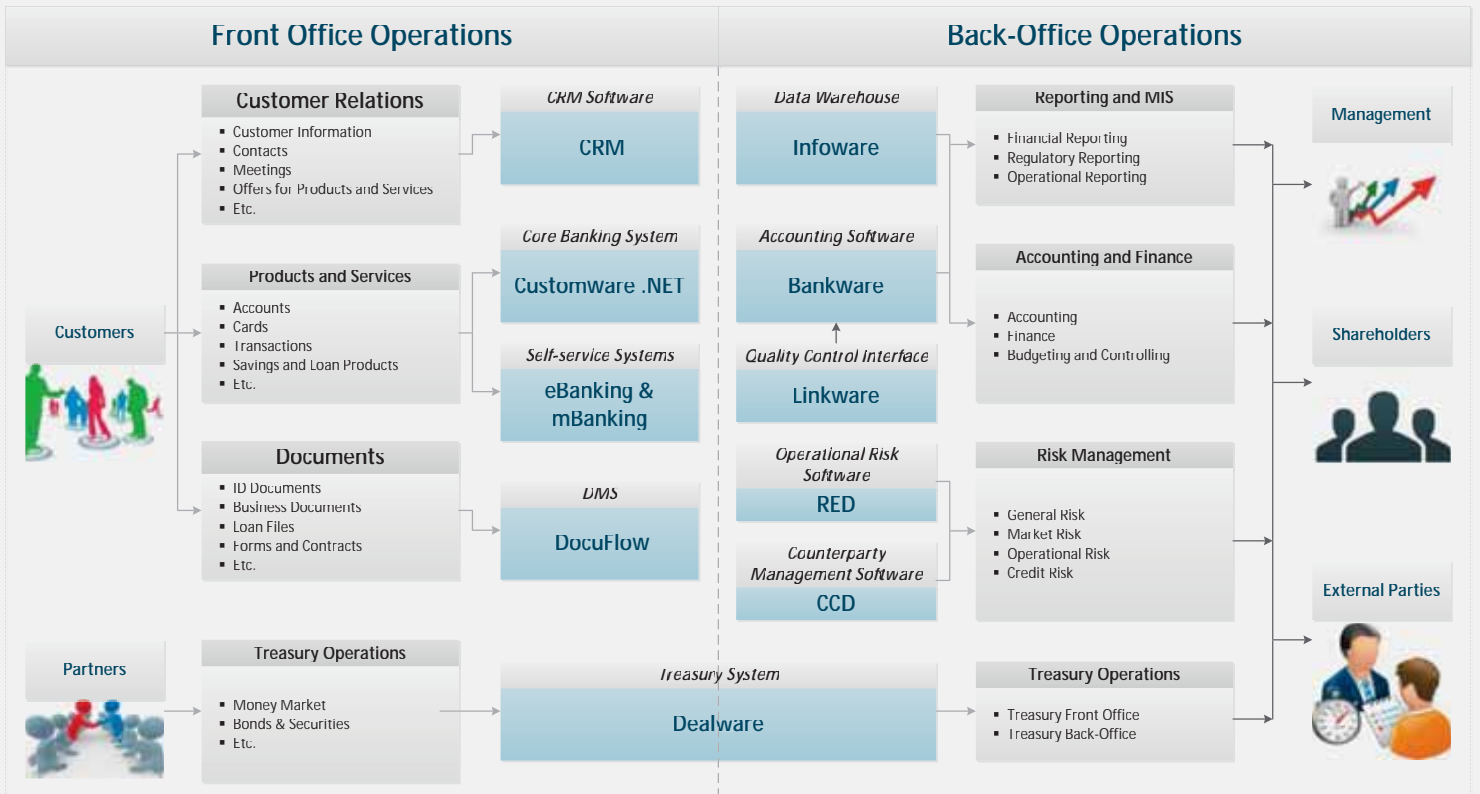 Front Office Operations
Back-Office Operations
Customers
Partners
Customer Relations
▪ Customer Information
▪ Contacts
▪ Meetings
▪ Offers for Products and Services
▪ Etc.
Products and Services
▪ Accounts
▪ Cards
▪ Transactions
▪ Savings and Loan Products
▪ Etc.
Documents
▪ ID Documents
▪ Business Documents
▪ Loan Files
▪ Forms and Contracts
▪ Etc.
Treasury Operations
▪ Money Market
▪ Bonds & Securities
▪ Etc.
CRM Software
CRM
Core Banking System
Customware .NET
Self-service Systems
eBanking &
mBanking
DMS
DocuFlow
Treasury System
Dealware
Data Warehouse
Infoware
Accounting Software
Bankware
Quality Control Interface
Linkware
Operational Risk
Software
RED
Counterparty
Management Software
CCD
Reporting and MIS
▪ Financial Reporting
▪ Regulatory Reporting
▪ Operational Reporting
Accounting and Finance
▪ Accounting
▪ Finance
▪ Budgeting and Controlling
Risk Management
▪ General Risk
▪ Market Risk
▪ Operational Risk
▪ Credit Risk
Treasury Operations
▪ Treasury Front Office
▪ Treasury Back-Office
Management
Shareholders
External Parties